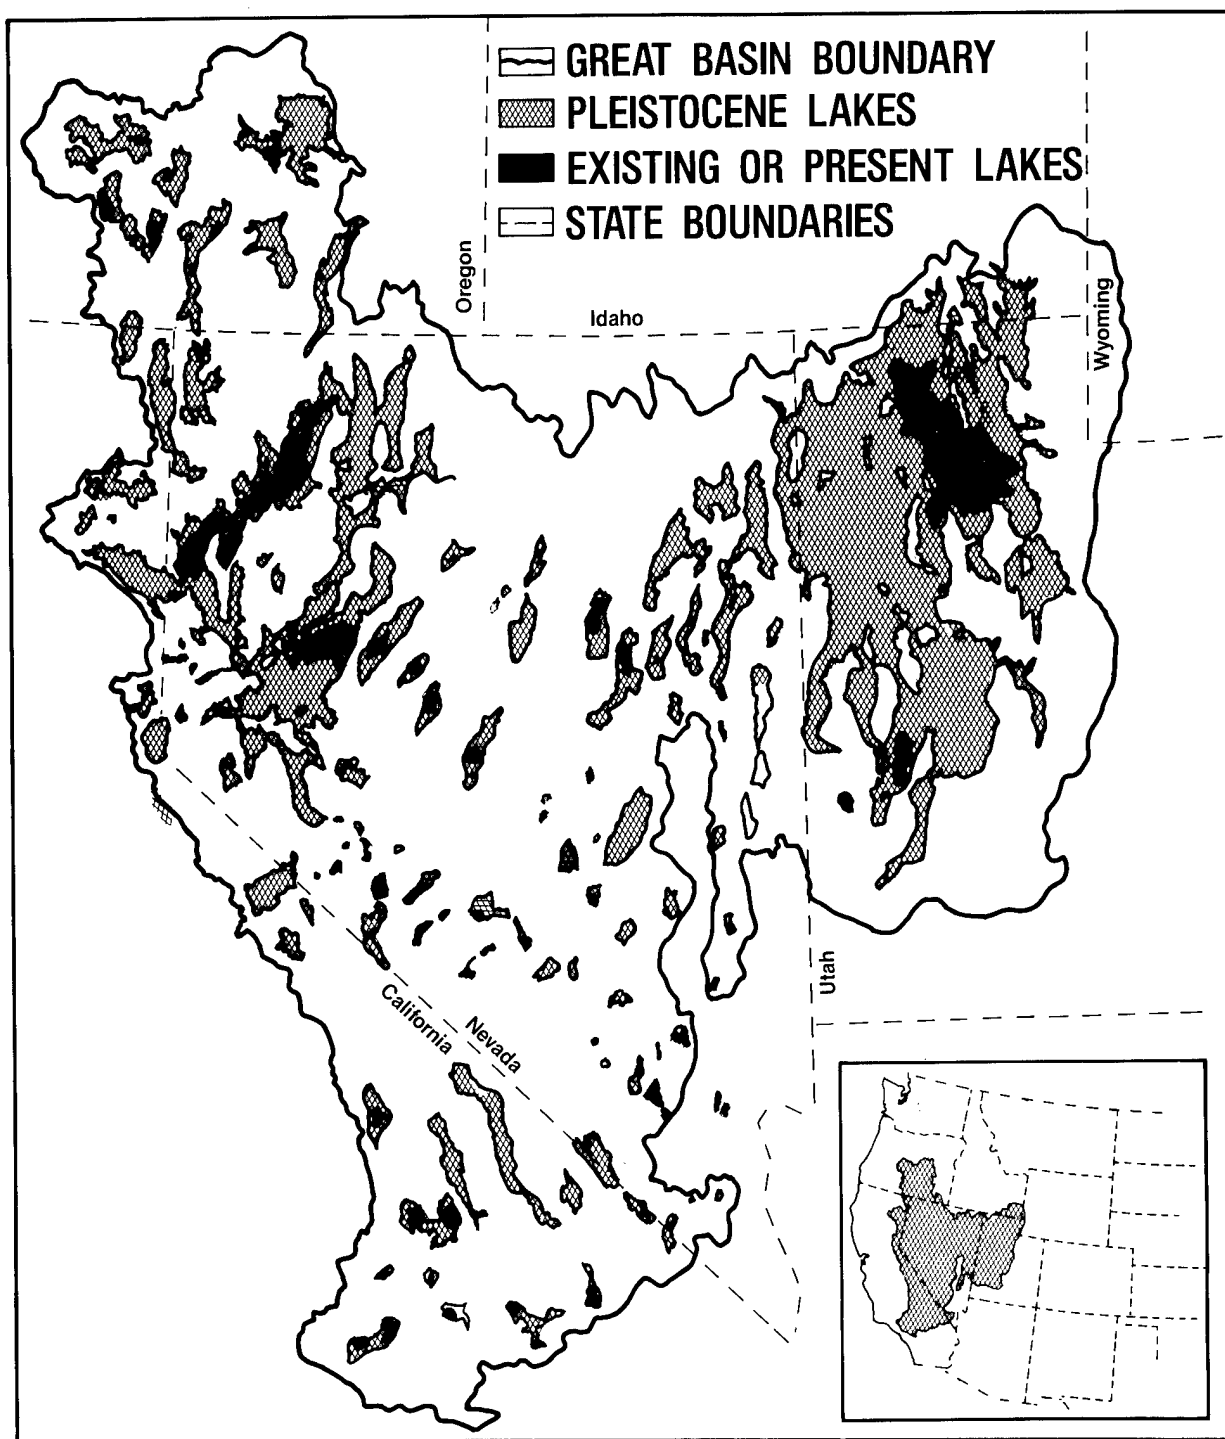 GREAT BASIN BOUNDARY
PLEISTOCENE LAKES
EXISTING OR PRESENT LAKES
STATE BOUNDARIES
Oregon
Idaho
Wyoming
Utah
California
Nevada